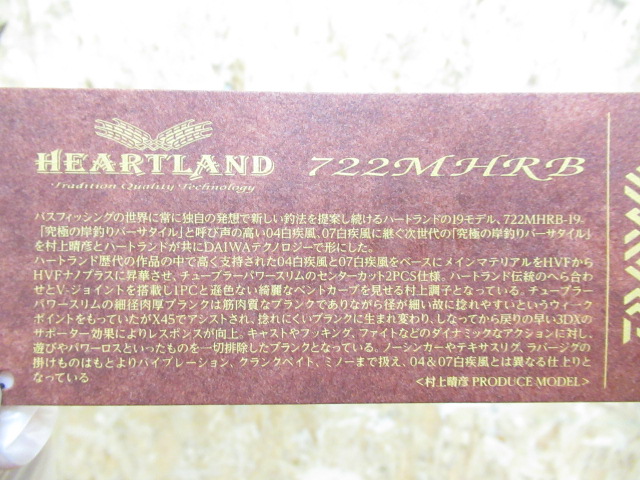 HEARTLAND
Tradition Quality Technology
722MHRB
バスフィッシングの世界に常に独自の発想で新しい釣法を提案し続けるハートランドの19モデル、722MHRB-19。
「究極の岸釣りバーサタイル」と呼び声の高い04白疾風、07白疾風に継ぐ次世代の「究極の岸釣りバーサタイル」
を村上晴彦とハートランドが共にDAIWAテクノロジーで形にした。
ハートランド歴代の作品の中で高く支持された04白疾風と07白疾風をベースにメインマテリアルをHVFから
HVFナノプラスに昇華させ、チューブラーパワースリムのセンターカット2PCS仕様。ハートランド伝統のへら合わ
せとV-ジョイントを搭載し1PCと遜色ない綺麗なベントカーブを見せる村上調子となっている。チューブラー
パワースリムの細径肉厚ブランクは筋肉質なブランクでありながら径が細い故に捻れやすいというウィーク
ポイントをもっていたがX45でアシストされ、捻れにくいブランクに生まれ変わり、しなってから戻りの早い3DXの
サポーター効果によりレスポンスが向上。キャストやフッキング、ファイトなどのダイナミックなアクションに対し、
遊びやパワーロスといったものを一切排除したブランクとなっている。ノーシンカーやテキサスリグ、ラバージグの
掛けものはもとよりバイブレーション、クランクベイト、ミノーまで扱え、04&07白疾風とは異なる仕上りと
なっている
<村上晴彦 PRODUCE MODEL>